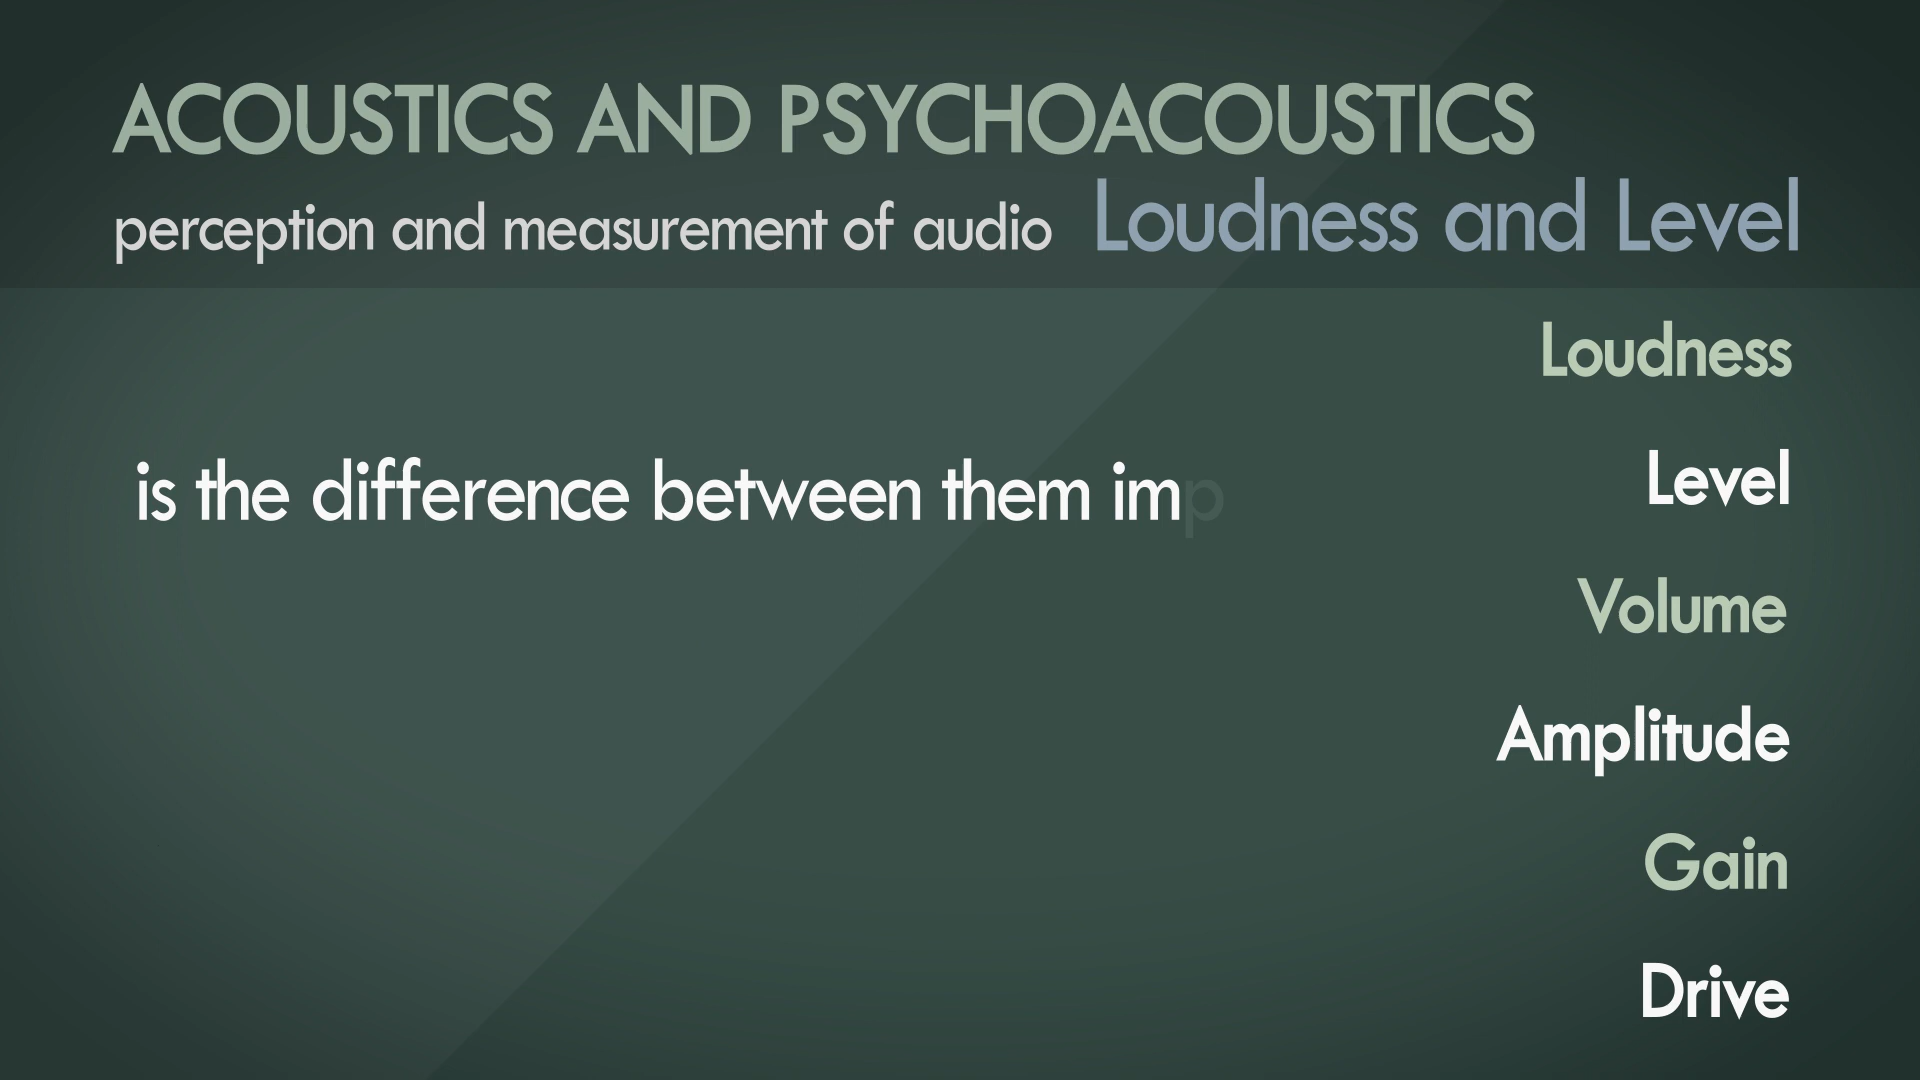 ACOUSTICS AND PSYCHOACOUSTICS
perception and measurement of audio Loudness and Level
Loudness
is the difference between them imp
Level
Volume
Amplitude
Gain
Drive